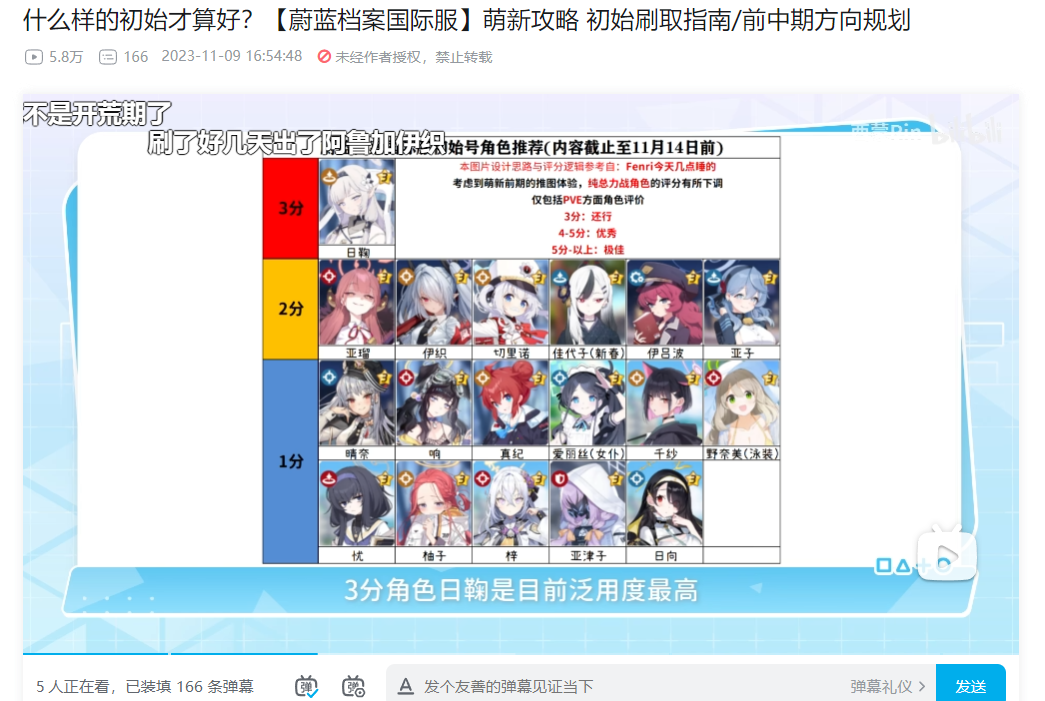 什么样的初始才算好？【蔚蓝档案国际服】萌新攻略 初始刷取指南/前中期方向规划
5.8万 166 2023-11-09 16:54:48 未经作者授权，禁止转载
不是开荒期了
刷了好几天出了阿鲁加伊织
始号角色推荐(内容截止至11月14日前)
3分
本图片设计思路与评分逻辑参考自：Fenri今天几点睡的
考虑到萌新前期的推图体验，纯总力战角色的评分有所下调
仅包括PVE方面角色评价
3分：还行
4-5分：优秀
5分-以上：极佳
日鞠
2分
亚瑠 伊织 切里诺 佳代子(新春) 伊吕波 亚子
1分
晴奈 响 真纪 爱丽丝(女仆) 千纱 野奈美(泳装)
忧 柚子 梓 亚津子 日向
3分角色日鞠是目前泛用度最高
5 人正在看，已装填 166 条弹幕
弹 弹
A 发个友善的弹幕见证当下 弹幕礼仪 > 发送